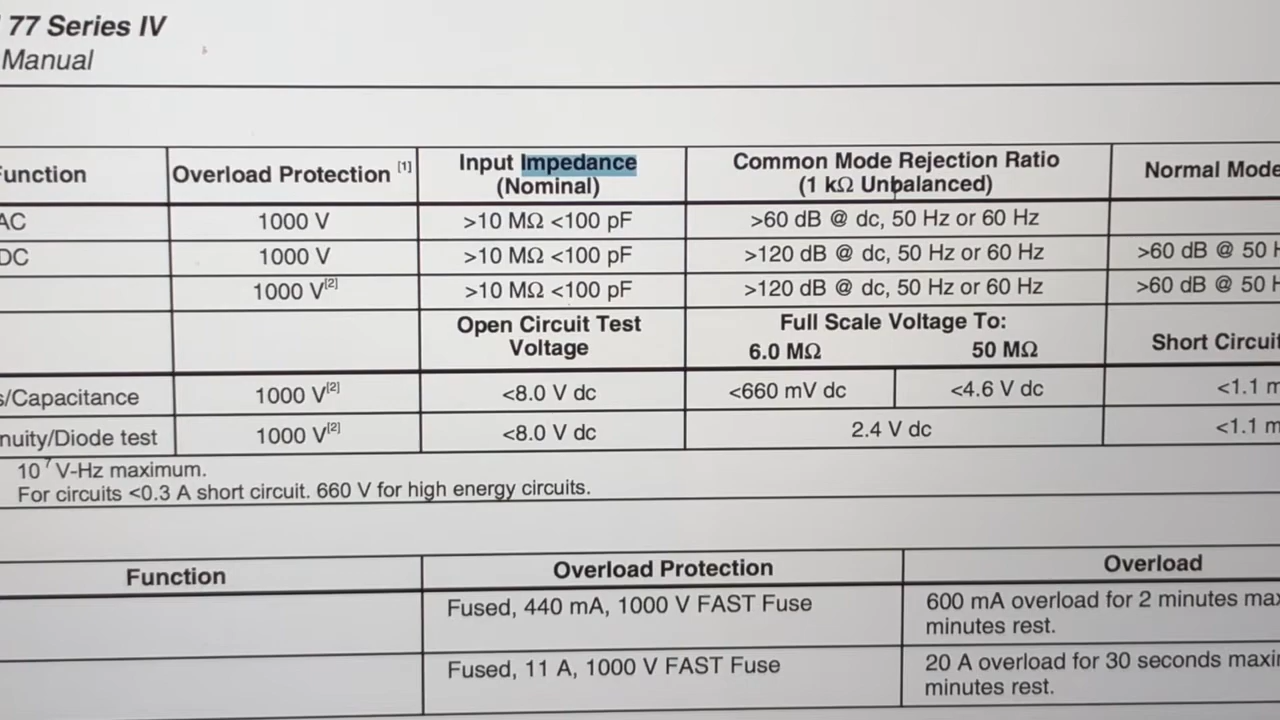 77 Series IV
Manual
Function Overload Protection [1] Input Impedance (Nominal) Common Mode Rejection Ratio (1 kΩ Unbalanced) Normal Mode
AC 1000 V >10 MΩ <100 pF >60 dB @ dc, 50 Hz or 60 Hz
DC 1000 V >10 MΩ <100 pF >120 dB @ dc, 50 Hz or 60 Hz >60 dB @ 50 H
1000 V[2] >10 MΩ <100 pF >120 dB @ dc, 50 Hz or 60 Hz >60 dB @ 50 H
Open Circuit Test Voltage Full Scale Voltage To: Short Circuit
6.0 MΩ 50 MΩ
s/Capacitance 1000 V[2] <8.0 V dc <660 mV dc <4.6 V dc <1.1 m
nuity/Diode test 1000 V[2] <8.0 V dc 2.4 V dc <1.1 m
10⁷ V-Hz maximum.
For circuits <0.3 A short circuit. 660 V for high energy circuits.
Function Overload Protection Overload
Fused, 440 mA, 1000 V FAST Fuse 600 mA overload for 2 minutes max
minutes rest.
Fused, 11 A, 1000 V FAST Fuse 20 A overload for 30 seconds maxi
minutes rest.